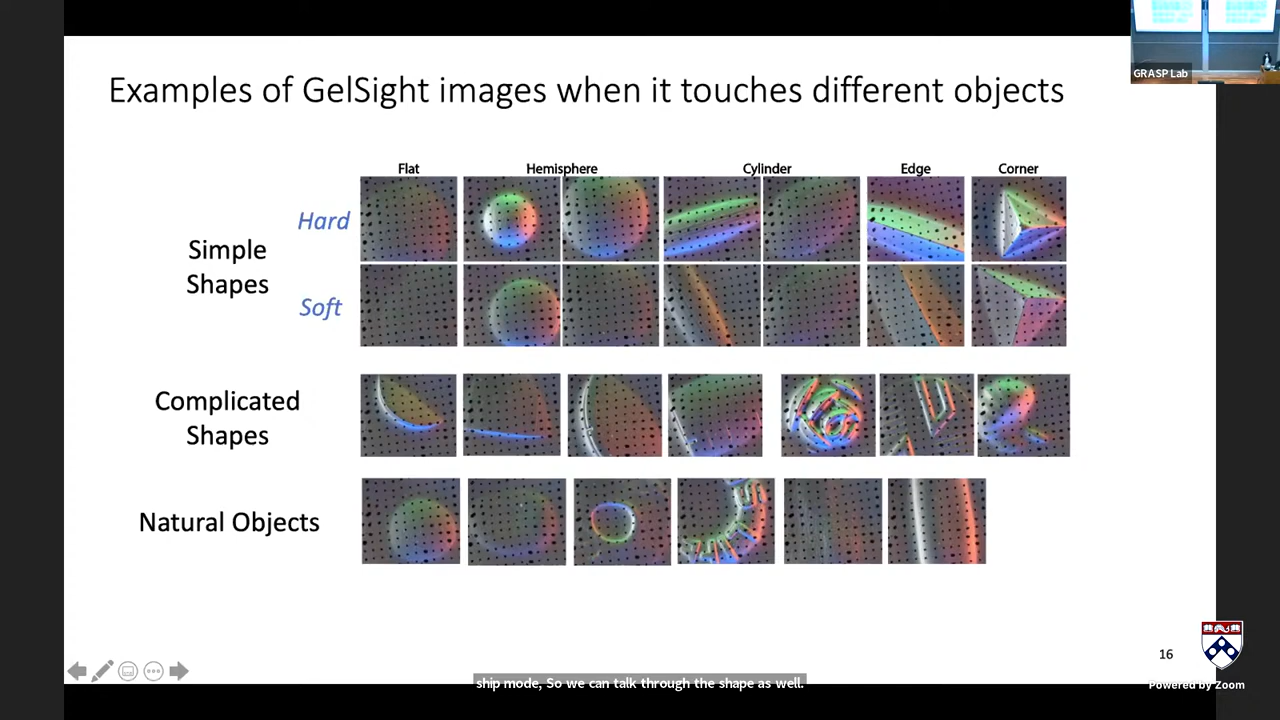 Examples of GelSight images when it touches different objects
GRASP Lab
Flat
Hemisphere
Cylinder
Edge
Corner
Hard
Simple
Shapes
Soft
Complicated
Shapes
Natural Objects
16
ship mode, So we can talk through the shape as well.
Powered by Zoom